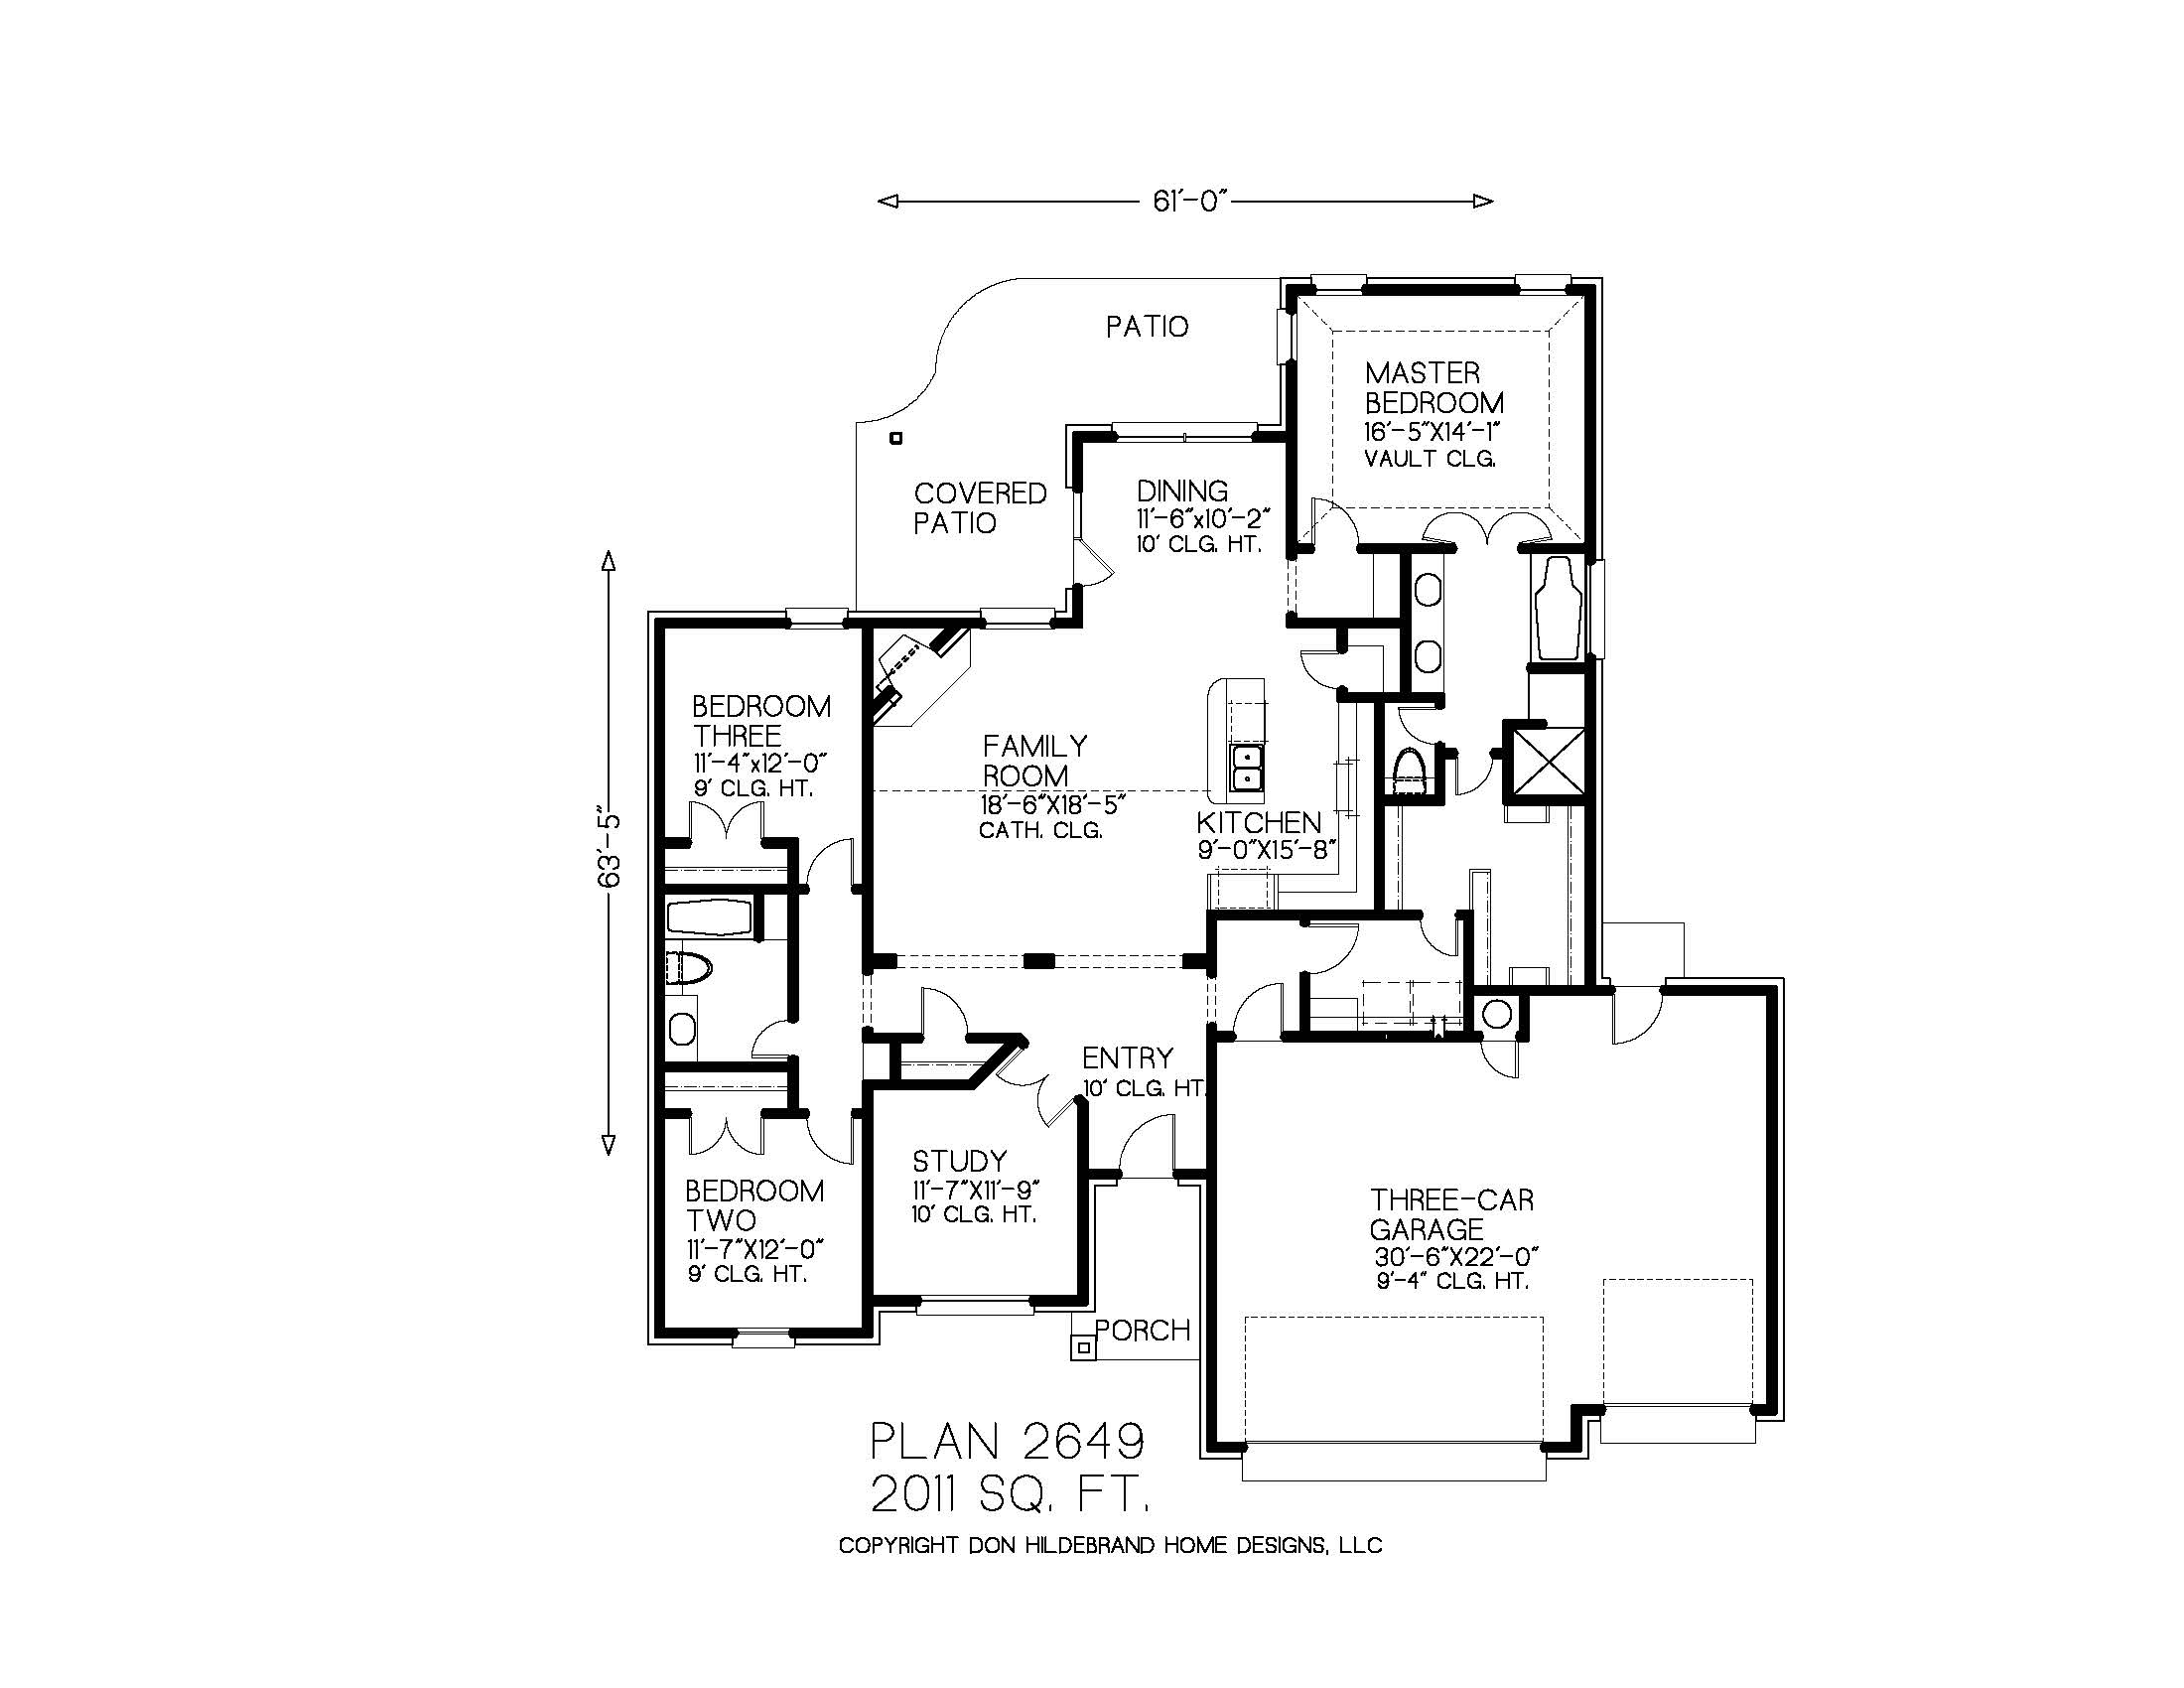 61'-0"
PATIO
MASTER
BEDROOM
16'-5"X14'-1"
VAULT CLG.
COVERED
PATIO
DINING
11'-6"x10'-2"
10' CLG. HT.
63'-5"
BEDROOM
THREE
11'-4"x12'-0"
9' CLG. HT.
FAMILY
ROOM
18'-6"X18'-5"
CATH. CLG.
KITCHEN
9'-0"X15'-8"
ENTRY
10' CLG. HT.
STUDY
11'-7"X11'-9"
10' CLG. HT.
BEDROOM
TWO
11'-7"X12'-0"
9' CLG. HT.
THREE-CAR
GARAGE
30'-6"X22'-0"
9'-4" CLG. HT.
PORCH
PLAN 2649
2011 SQ. FT.
COPYRIGHT DON HILDEBRAND HOME DESIGNS, LLC